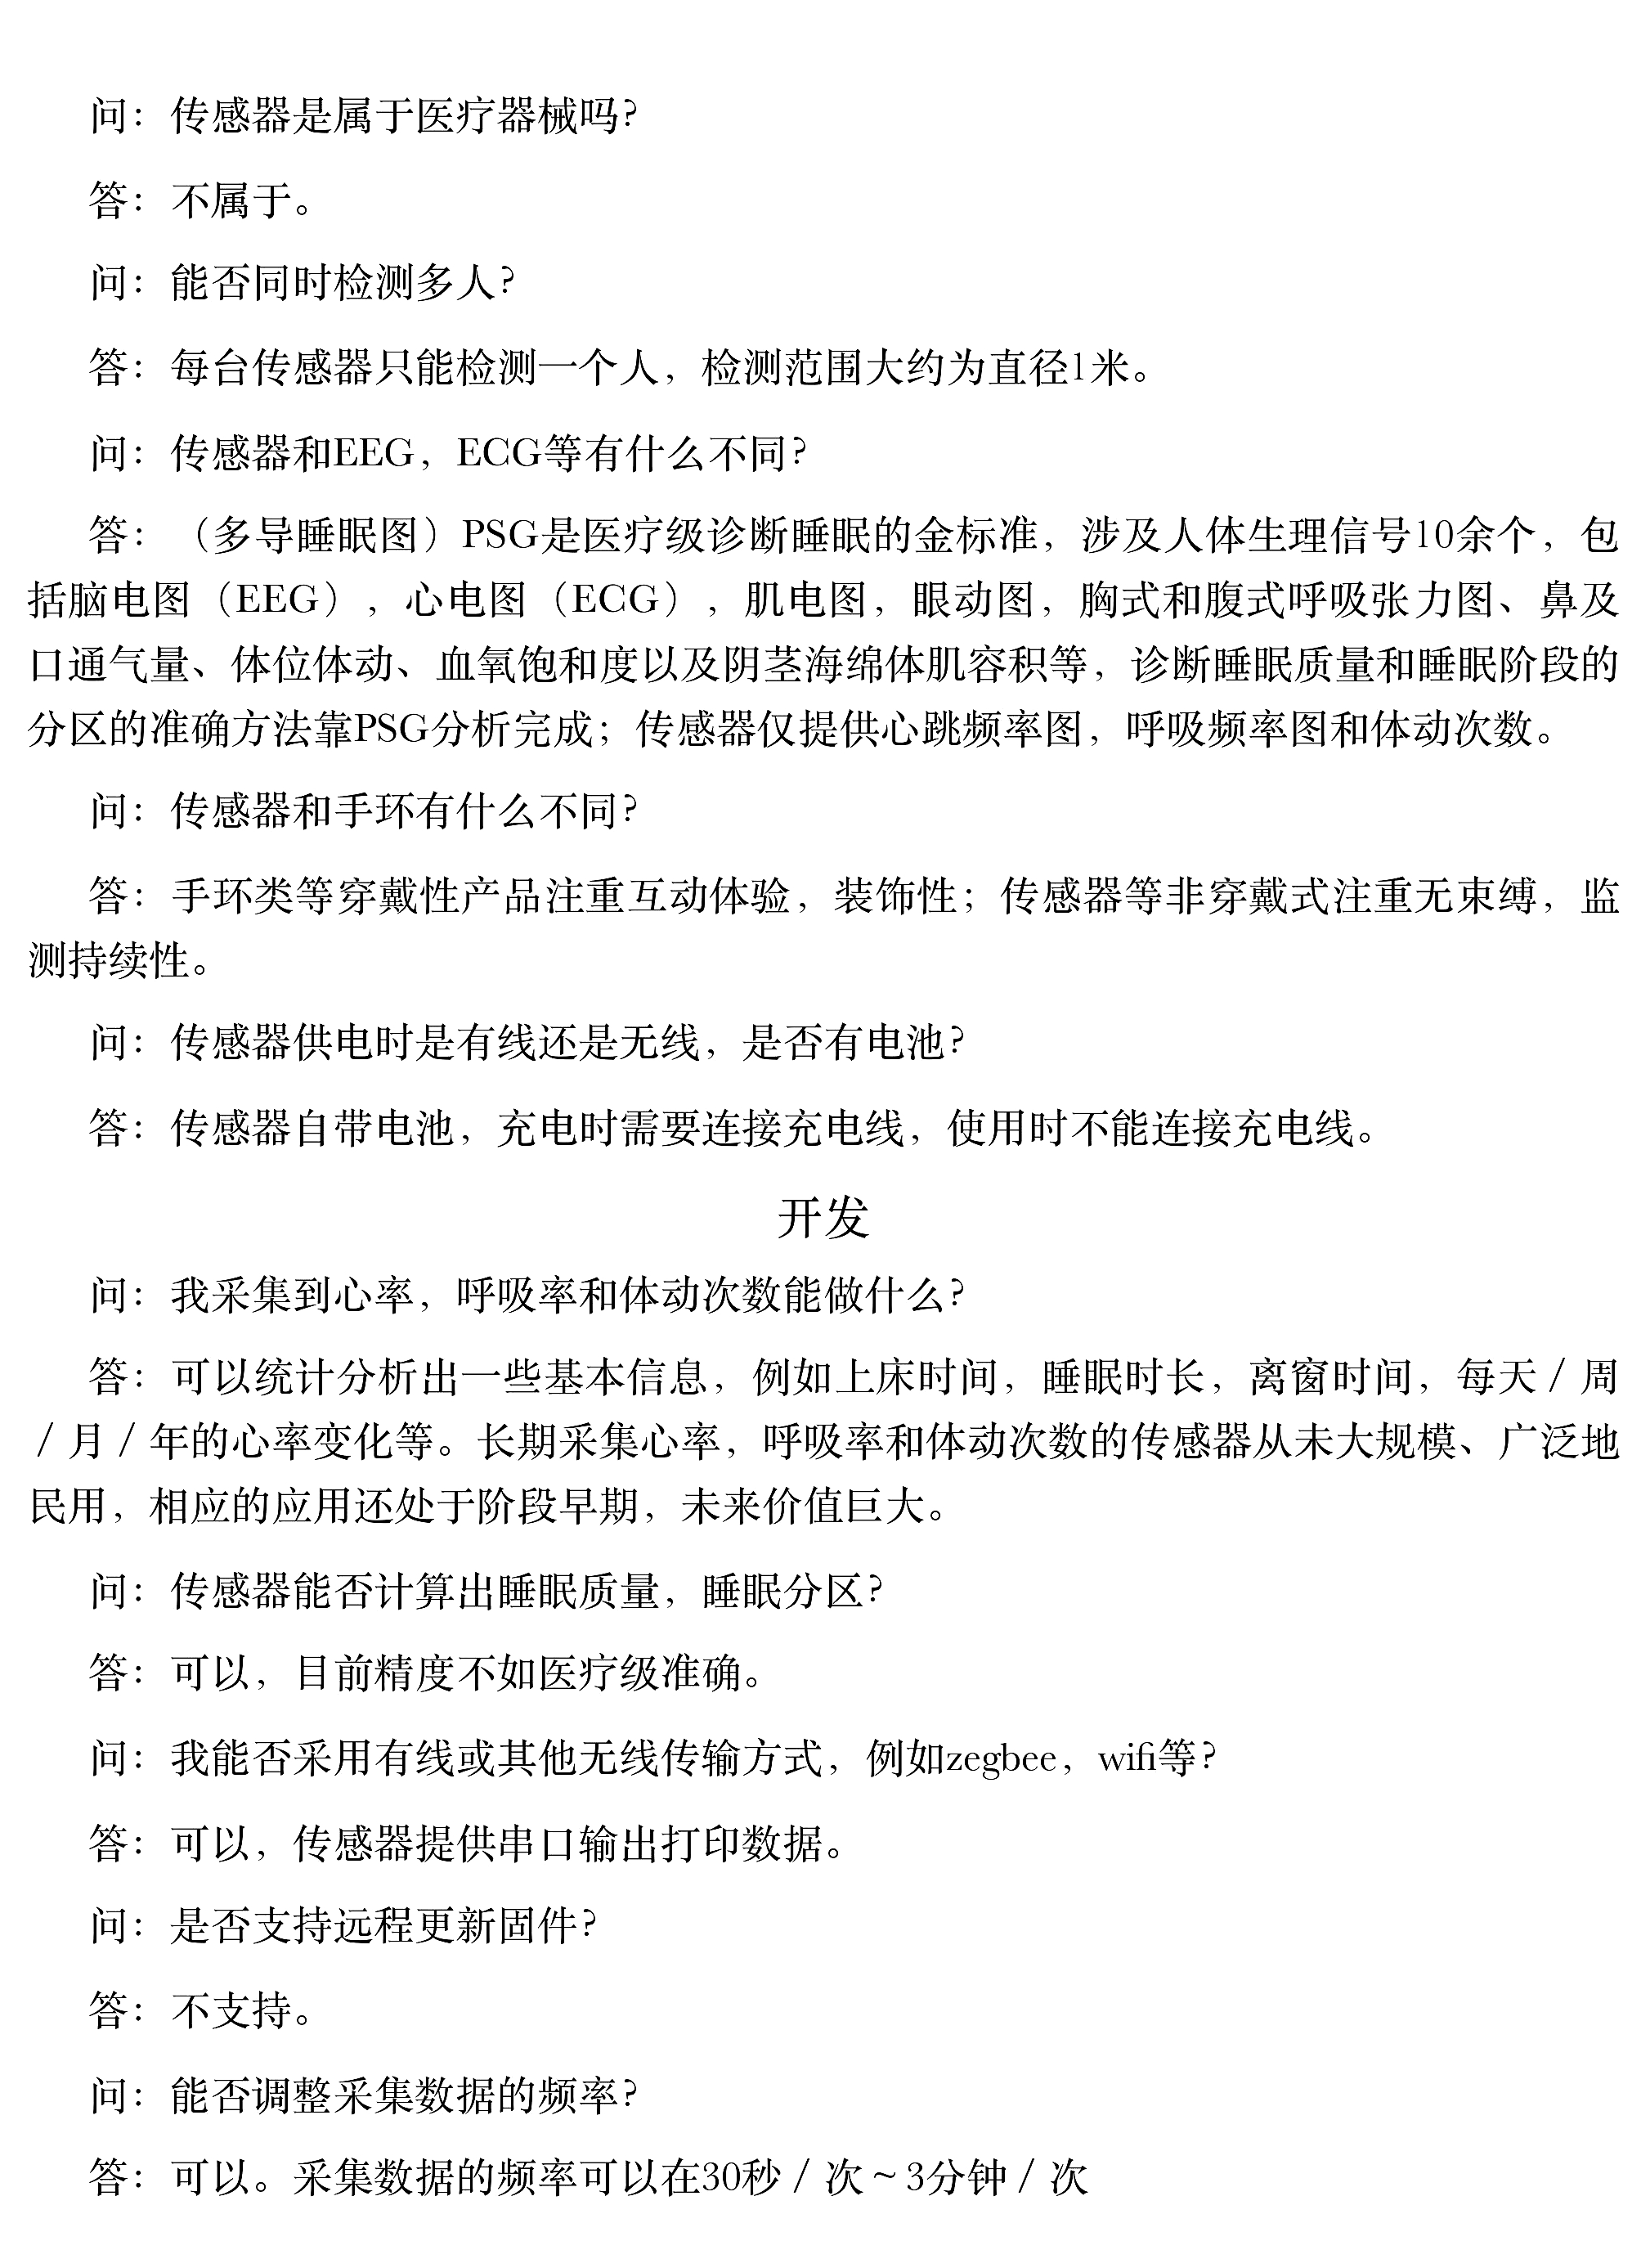 问：传感器是属于医疗器械吗？
答：不属于。
问：能否同时检测多人？
答：每台传感器只能检测一个人，检测范围大约为直径1米。
问：传感器和EEG，ECG等有什么不同？
答：（多导睡眠图）PSG是医疗级诊断睡眠的金标准，涉及人体生理信号10余个，包
括脑电图（EEG），心电图（ECG），肌电图，眼动图，胸式和腹式呼吸张力图、鼻及
口通气量、体位体动、血氧饱和度以及阴茎海绵体肌容积等，诊断睡眠质量和睡眠阶段的
分区的准确方法靠PSG分析完成；传感器仅提供心跳频率图，呼吸频率图和体动次数。
问：传感器和手环有什么不同？
答：手环类等穿戴性产品注重互动体验，装饰性；传感器等非穿戴式注重无束缚，监
测持续性。
问：传感器供电时是有线还是无线，是否有电池？
答：传感器自带电池，充电时需要连接充电线，使用时不能连接充电线。
开发
问：我采集到心率，呼吸率和体动次数能做什么？
答：可以统计分析出一些基本信息，例如上床时间，睡眠时长，离窗时间，每天／周
／月／年的心率变化等。长期采集心率，呼吸率和体动次数的传感器从未大规模、广泛地
民用，相应的应用还处于阶段早期，未来价值巨大。
问：传感器能否计算出睡眠质量，睡眠分区？
答：可以，目前精度不如医疗级准确。
问：我能否采用有线或其他无线传输方式，例如zegbee，wifi等？
答：可以，传感器提供串口输出打印数据。
问：是否支持远程更新固件？
答：不支持。
问：能否调整采集数据的频率？
答：可以。采集数据的频率可以在30秒／次～3分钟／次